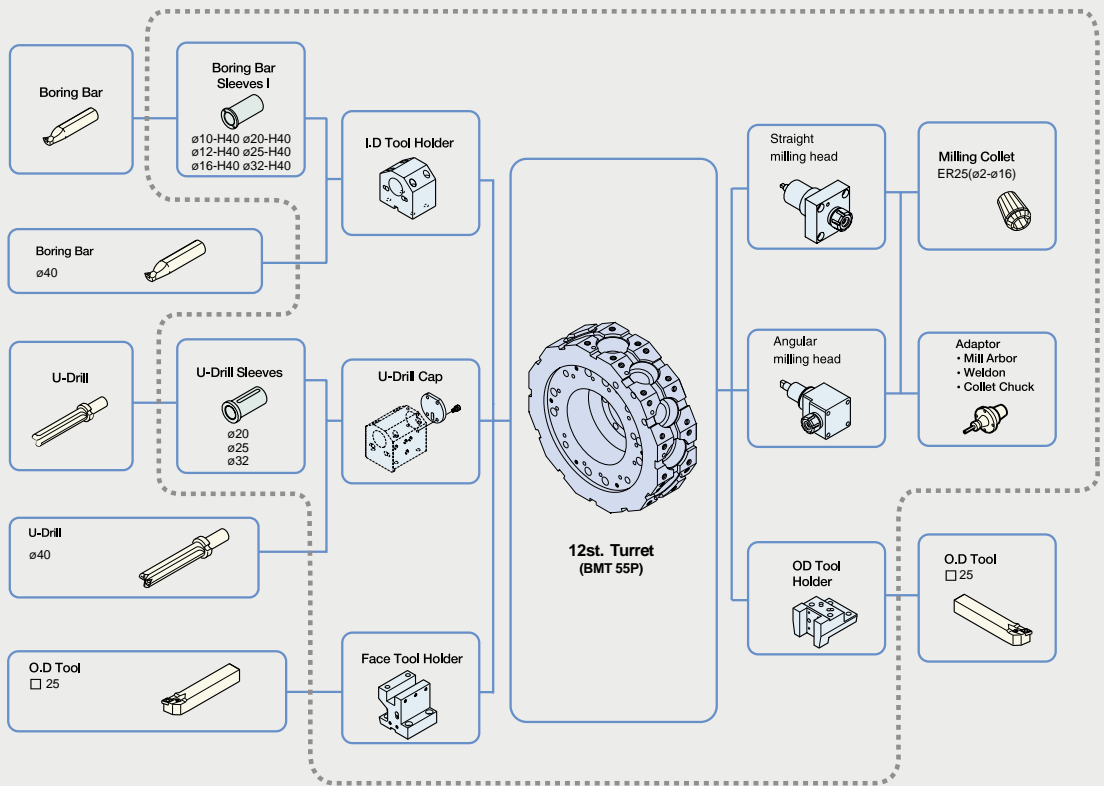 Boring Bar
Boring Bar
Sleeves I
ø10-H40 ø20-H40
ø12-H40 ø25-H40
ø16-H40 ø32-H40
I.D Tool Holder
Boring Bar
ø40
U-Drill
U-Drill Sleeves
ø20
ø25
ø32
U-Drill Cap
U-Drill
ø40
O.D Tool
□ 25
Face Tool Holder
12st. Turret
(BMT 55P)
Straight
milling head
Milling Collet
ER25(ø2-ø16)
Angular
milling head
Adaptor
• Mill Arbor
• Weldon
• Collet Chuck
OD Tool
Holder
O.D Tool
□ 25